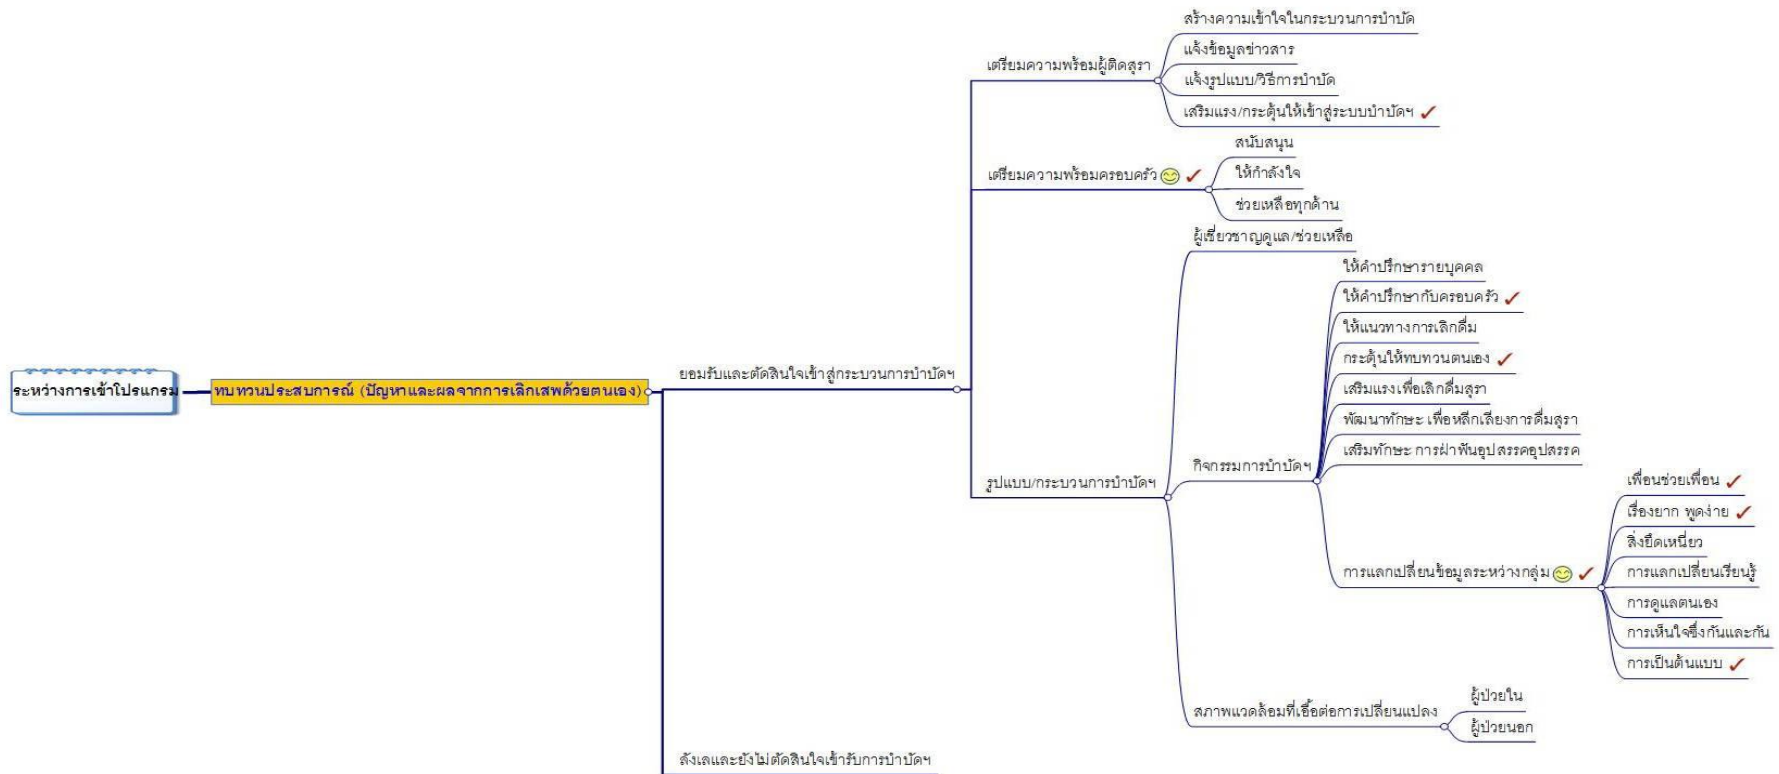 ระหว่างการเข้าโปรแกรม
ทบทวนประสบการณ์ (ปัญหาและผลจากการเลิกเสพด้วยตนเอง)
ยอมรับและตัดสินใจเข้าสู่กระบวนการบำบัดฯ
เตรียมความพร้อมผู้ติดสุรา
สร้างความเข้าใจในกระบวนการบำบัด
แจ้งข้อมูลข่าวสาร
แจ้งรูปแบบ/วิธีการบำบัด
เสริมแรง/กระตุ้นให้เข้าสู่ระบบบำบัดฯ
เตรียมความพร้อมครอบครัว
สนับสนุน
ให้กำลังใจ
ช่วยเหลือทุกด้าน
รูปแบบ/กระบวนการบำบัดฯ
ผู้เชี่ยวชาญดูแล/ช่วยเหลือ
กิจกรรมการบำบัดฯ
ให้คำปรึกษารายบุคคล
ให้คำปรึกษากับครอบครัว
ให้แนวทางการเลิกดื่ม
กระตุ้นให้ทบทวนตนเอง
เสริมแรงเพื่อเลิกดื่มสุรา
พัฒนาทักษะ เพื่อหลีกเลี่ยงการดื่มสุรา
เสริมทักษะ การฝ่าฟันอุปสรรคอุปสรรค
การแลกเปลี่ยนข้อมูลระหว่างกลุ่ม
เพื่อนช่วยเพื่อน
เรื่องยาก พูดง่าย
สิ่งยึดเหนี่ยว
การแลกเปลี่ยนเรียนรู้
การดูแลตนเอง
การเห็นใจซึ่งกันและกัน
การเป็นต้นแบบ
สภาพแวดล้อมที่เอื้อต่อการเปลี่ยนแปลง
ผู้ป่วยใน
ผู้ป่วยนอก
ลังเลและยังไม่ตัดสินใจเข้ารับการบำบัดฯ